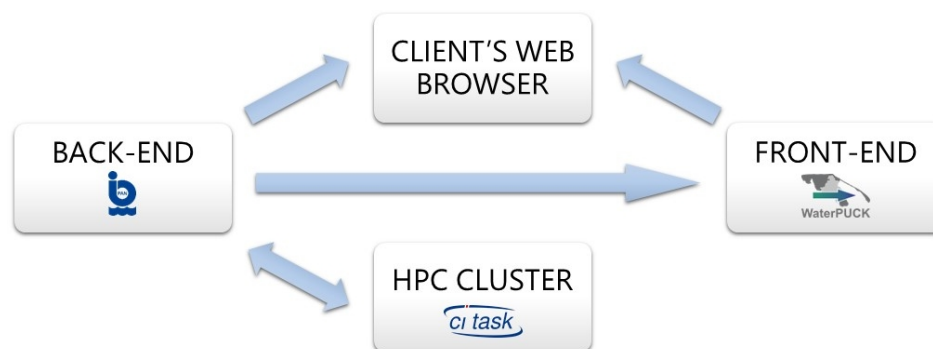 CLIENT'S WEB
BROWSER
BACK-END
FRONT-END
WaterPUCK
HPC CLUSTER
ci task